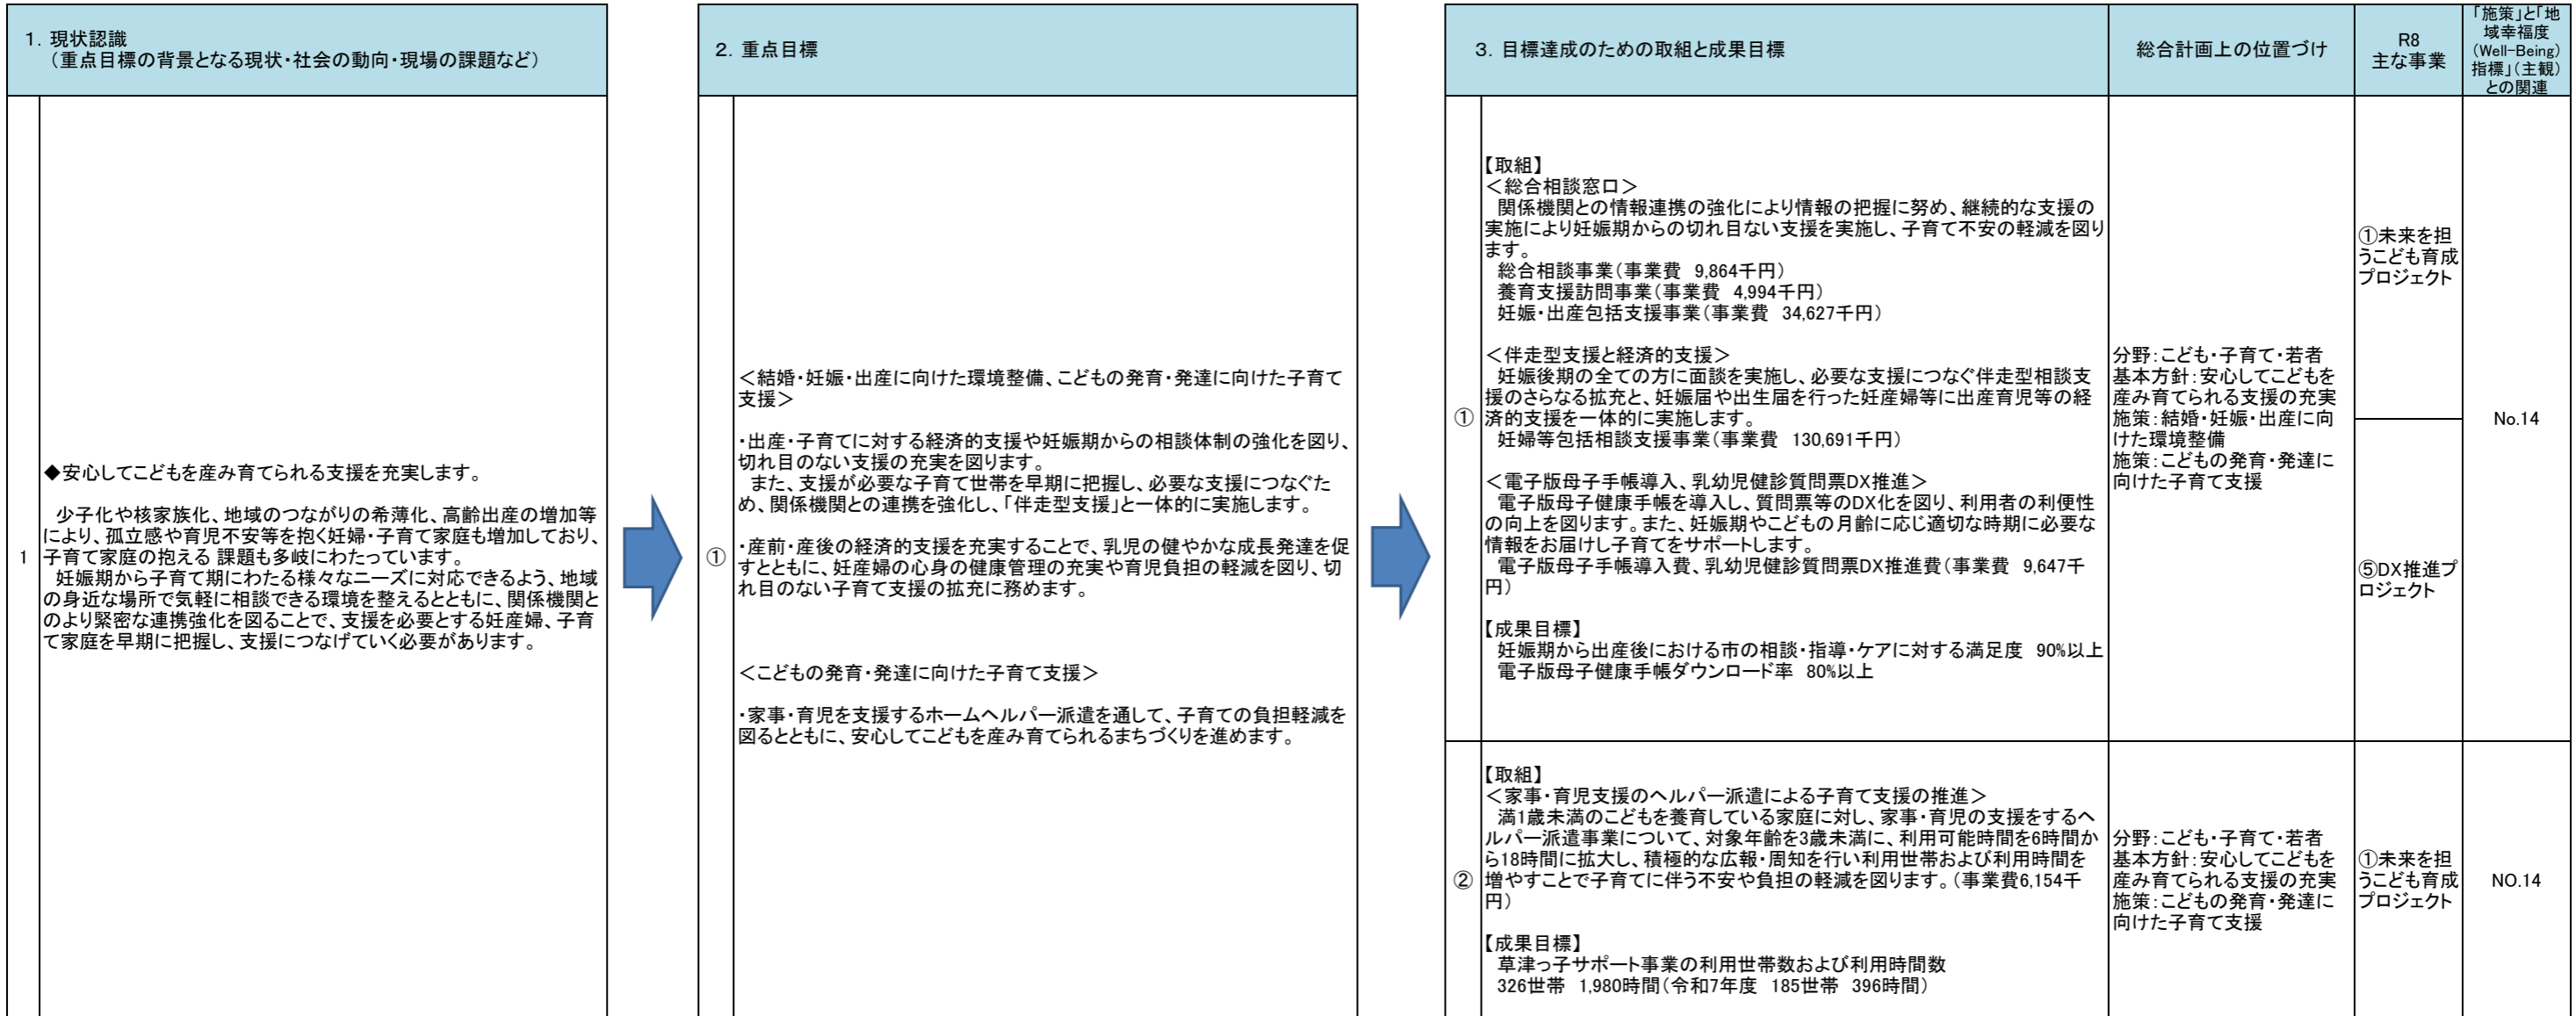 1. 現状認識
（重点目標の背景となる現状・社会の動向・現場の課題など）
1
◆安心してこどもを産み育てられる支援を充実します。
少子化や核家族化、地域のつながりの希薄化、高齢出産の増加等
により、孤立感や育児不安等を抱く妊婦・子育て家庭も増加しており、
子育て家庭の抱える 課題も多岐にわたっています。
妊娠期から子育て期にわたる様々なニーズに対応できるよう、地域
の身近な場所で気軽に相談できる環境を整えるとともに、関係機関と
のより緊密な連携強化を図ることで、支援を必要とする妊産婦、子育
て家庭を早期に把握し、支援につなげていく必要があります。
2. 重点目標
①
＜結婚・妊娠・出産に向けた環境整備、こどもの発育・発達に向けた子育て
支援＞
・出産・子育てに対する経済的支援や妊娠期からの相談体制の強化を図り、
切れ目のない支援の充実を図ります。
また、支援が必要な子育て世帯を早期に把握し、必要な支援につなぐた
め、関係機関との連携を強化し、「伴走型支援」と一体的に実施します。
・産前・産後の経済的支援を充実することで、乳児の健やかな成長発達を促
すとともに、妊産婦の心身の健康管理の充実や育児負担の軽減を図り、切
れ目のない子育て支援の拡充に務めます。
＜こどもの発育・発達に向けた子育て支援＞
・家事・育児を支援するホームヘルパー派遣を通して、子育ての負担軽減を
図るとともに、安心してこどもを産み育てられるまちづくりを進めます。
3. 目標達成のための取組と成果目標
総合計画上の位置づけ
R8
主な事業
「施策」と「地
域幸福度
（Well-Being）
指標」（主観）
との関連
①
【取組】
＜総合相談窓口＞
関係機関との情報連携の強化により情報の把握に努め、継続的な支援の
実施により妊娠期からの切れ目ない支援を実施し、子育て不安の軽減を図り
ます。
総合相談事業（事業費 9,864千円）
養育支援訪問事業（事業費 4,994千円）
妊娠・出産包括支援事業（事業費 34,627千円）
＜伴走型支援と経済的支援＞
妊娠後期の全ての方に面談を実施し、必要な支援につなぐ伴走型相談支
援のさらなる拡充と、妊娠届や出生届を行った妊産婦等に出産育児等の経
済的支援を一体的に実施します。
妊婦等包括相談支援事業（事業費 130,691千円）
＜電子版母子手帳導入、乳幼児健診質問票DX推進＞
電子版母子健康手帳を導入し、質問票等のDX化を図り、利用者の利便性
の向上を図ります。また、妊娠期やこどもの月齢に応じ適切な時期に必要な
情報をお届けし子育てをサポートします。
電子版母子手帳導入費、乳幼児健診質問票DX推進費（事業費 9,647千
円）
【成果目標】
妊娠期から出産後における市の相談・指導・ケアに対する満足度 90%以上
電子版母子健康手帳ダウンロード率 80%以上
分野：こども・子育て・若者
基本方針：安心してこどもを
産み育てられる支援の充実
施策：結婚・妊娠・出産に向
けた環境整備
施策：こどもの発育・発達に
向けた子育て支援
①未来を担
うこども育成
プロジェクト
⑤DX推進プ
ロジェクト
No.14
②
【取組】
＜家事・育児支援のヘルパー派遣による子育て支援の推進＞
満1歳未満のこどもを養育している家庭に対し、家事・育児の支援をするヘ
ルパー派遣事業について、対象年齢を3歳未満に、利用可能時間を6時間か
ら18時間に拡大し、積極的な広報・周知を行い利用世帯および利用時間を
増やすことで子育てに伴う不安や負担の軽減を図ります。（事業費6,154千
円）
【成果目標】
草津っ子サポート事業の利用世帯数および利用時間数
326世帯 1,980時間（令和7年度 185世帯 396時間）
分野：こども・子育て・若者
基本方針：安心してこどもを
産み育てられる支援の充実
施策：こどもの発育・発達に
向けた子育て支援
①未来を担
うこども育成
プロジェクト
NO.14